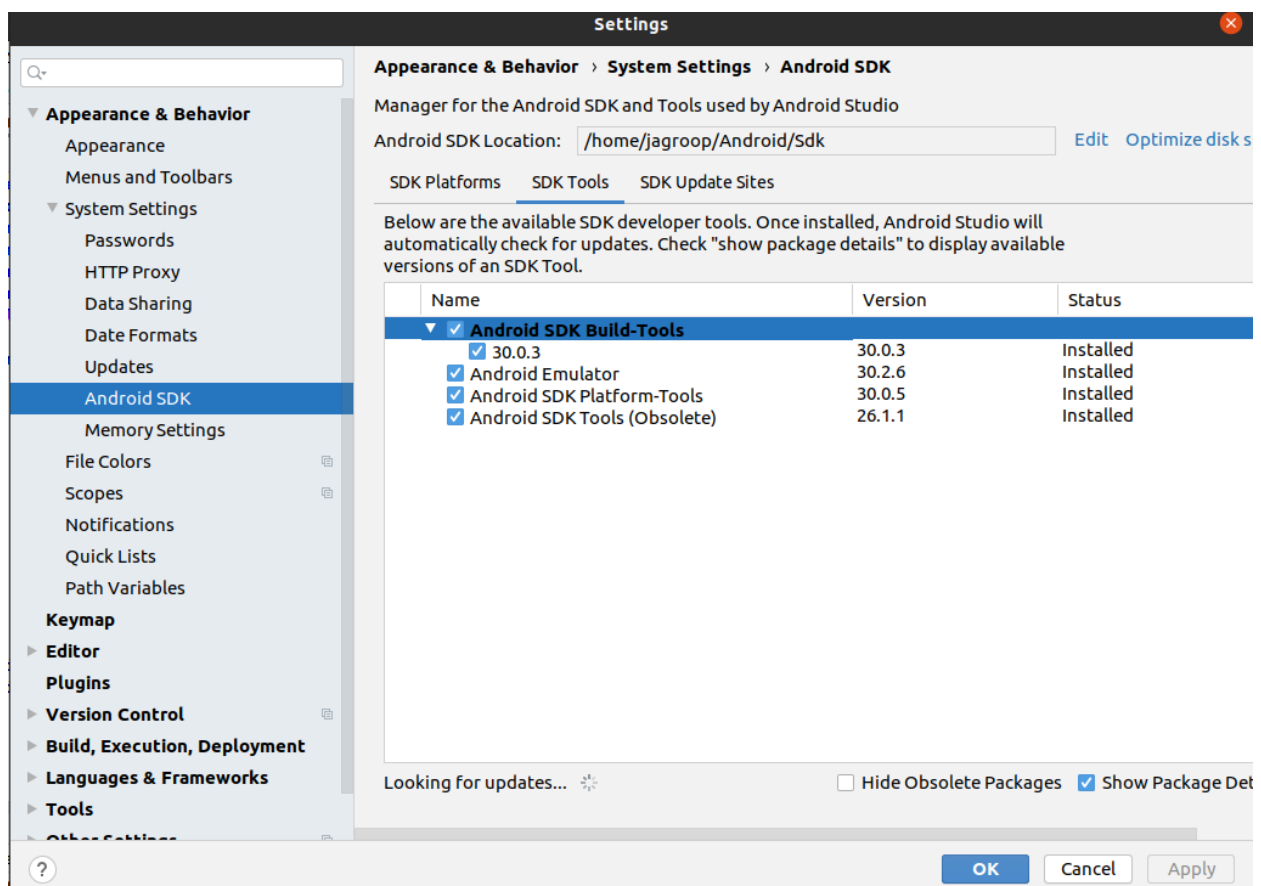 Settings
Appearance & Behavior
Appearance
Menus and Toolbars
System Settings
Passwords
HTTP Proxy
Data Sharing
Date Formats
Updates
Android SDK
Memory Settings
File Colors
Scopes
Notifications
Quick Lists
Path Variables
Keymap
Editor
Plugins
Version Control
Build, Execution, Deployment
Languages & Frameworks
Tools
Other Settings
Appearance & Behavior › System Settings › Android SDK
Manager for the Android SDK and Tools used by Android Studio
Android SDK Location: /home/jagroop/Android/Sdk Edit Optimize disk s
SDK Platforms SDK Tools SDK Update Sites
Below are the available SDK developer tools. Once installed, Android Studio will
automatically check for updates. Check "show package details" to display available
versions of an SDK Tool.
Name Version Status
Android SDK Build-Tools
30.0.3 30.0.3 Installed
Android Emulator 30.2.6 Installed
Android SDK Platform-Tools 30.0.5 Installed
Android SDK Tools (Obsolete) 26.1.1 Installed
Looking for updates... Hide Obsolete Packages Show Package Det
? OK Cancel Apply